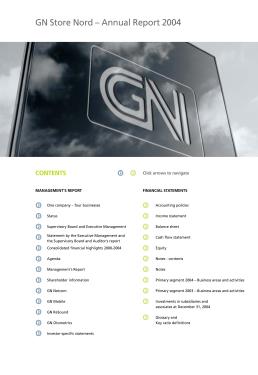 GN Store Nord – Annual Report 2004
GN
CONTENTS
Click arrows to navigate
MANAGEMENT'S REPORT
One company – four businesses
Status
Supervisory Board and Executive Management
Statement by the Executive Management and
the Supervisory Board and Auditor's report
Consolidated financial highlights 2000-2004
Agenda
Management's Report
Shareholder information
GN Netcom
GN Mobile
GN ReSound
GN Otometrics
Investor-specific statements
FINANCIAL STATEMENTS
Accounting policies
Income statement
Balance sheet
Cash flow statement
Equity
Notes - contents
Notes
Primary segment 2004 – Business areas and activities
Primary segment 2003 – Business areas and activities
Investments in subsidiaries and
associates at December 31, 2004
Glossary and
Key ratio definitions